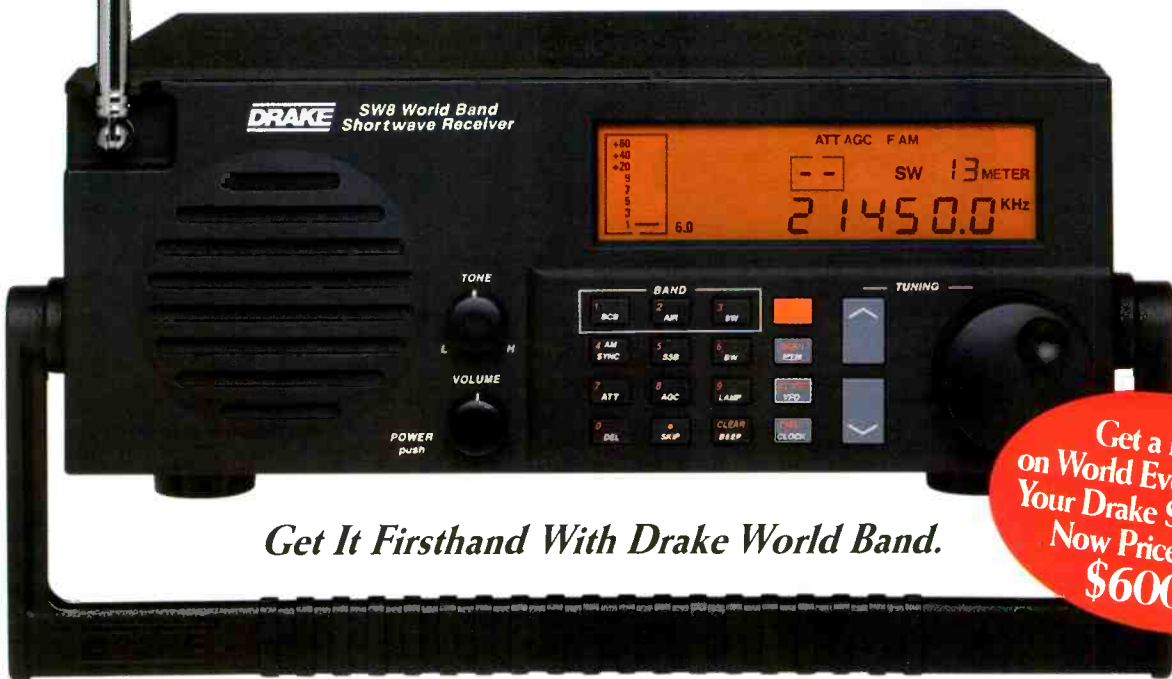 DRAKE SW8 World Band
Shortwave Receiver
+60
+40
+20
9
7
5
3
1
6.0
ATT AGC F AM
--
SW 13 METER
21450.0 KHz
TONE
L H
VOLUME
POWER
push
BAND
1 BCB
2 AIR
3 SW
4 AM SYNC
5 SSB
6 BW
7 ATT
8 AGC
9 LAMP
0 DEL
SKIP
CLEAR BEEP
VFO
CLOCK
TUNING
Get a
on World
Your Drake
Now
$600
Get It Firsthand With Drake World Band.